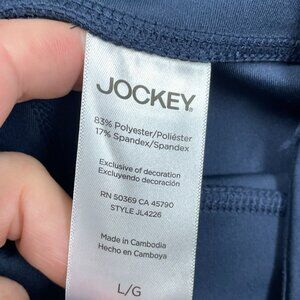 JOCKEY
83% Polyester/Poliéster
17% Spandex/Spandex
Exclusive of decoration
Excluyendo decoración
RN 50369 CA 45790
STYLE JL4226
Made in Cambodia
Hecho en Camboya
L/G